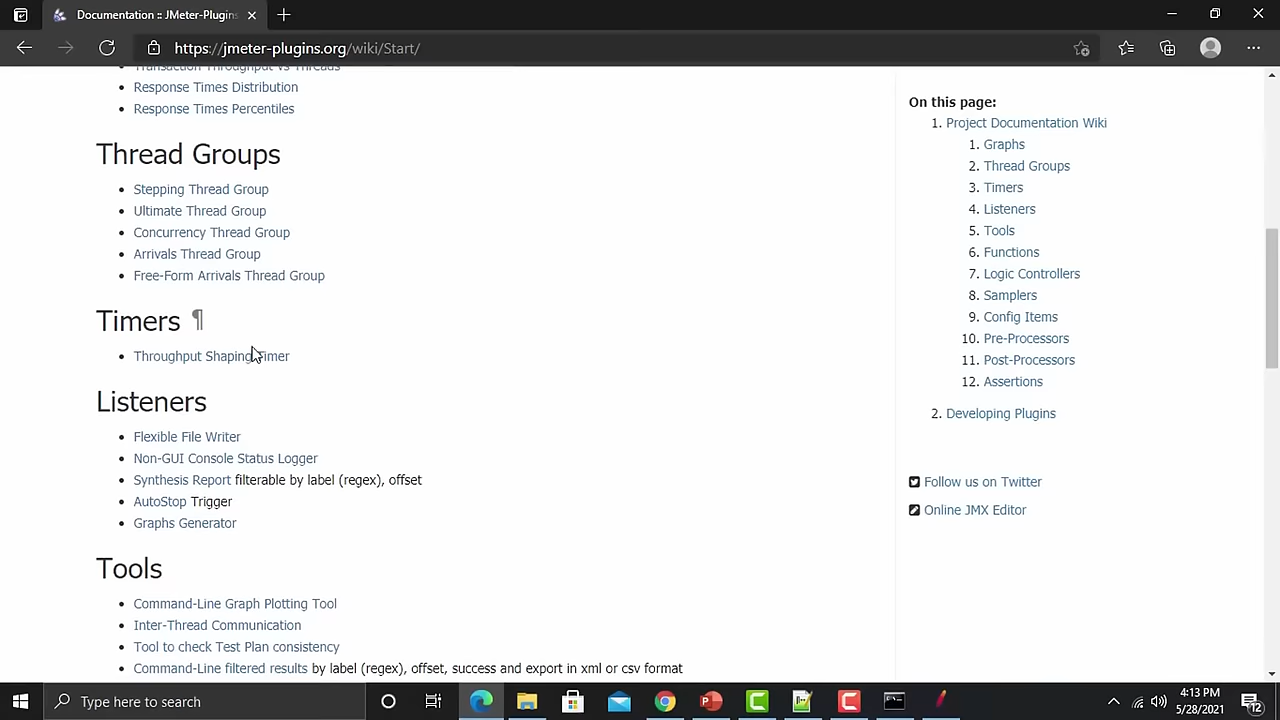 Documentation :: JMeter-Plugins
https://jmeter-plugins.org/wiki/Start/
Transaction Throughput vs Threads
Response Times Distribution
Response Times Percentiles
Thread Groups
Stepping Thread Group
Ultimate Thread Group
Concurrency Thread Group
Arrivals Thread Group
Free-Form Arrivals Thread Group
Timers ¶
Throughput Shaping Timer
Listeners
Flexible File Writer
Non-GUI Console Status Logger
Synthesis Report filterable by label (regex), offset
AutoStop Trigger
Graphs Generator
Tools
Command-Line Graph Plotting Tool
Inter-Thread Communication
Tool to check Test Plan consistency
Command-Line filtered results by label (regex), offset, success and export in xml or csv format
On this page:
1. Project Documentation Wiki
1. Graphs
2. Thread Groups
3. Timers
4. Listeners
5. Tools
6. Functions
7. Logic Controllers
8. Samplers
9. Config Items
10. Pre-Processors
11. Post-Processors
12. Assertions
2. Developing Plugins
Follow us on Twitter
Online JMX Editor
Type here to search
4:13 PM
5/28/2021
12